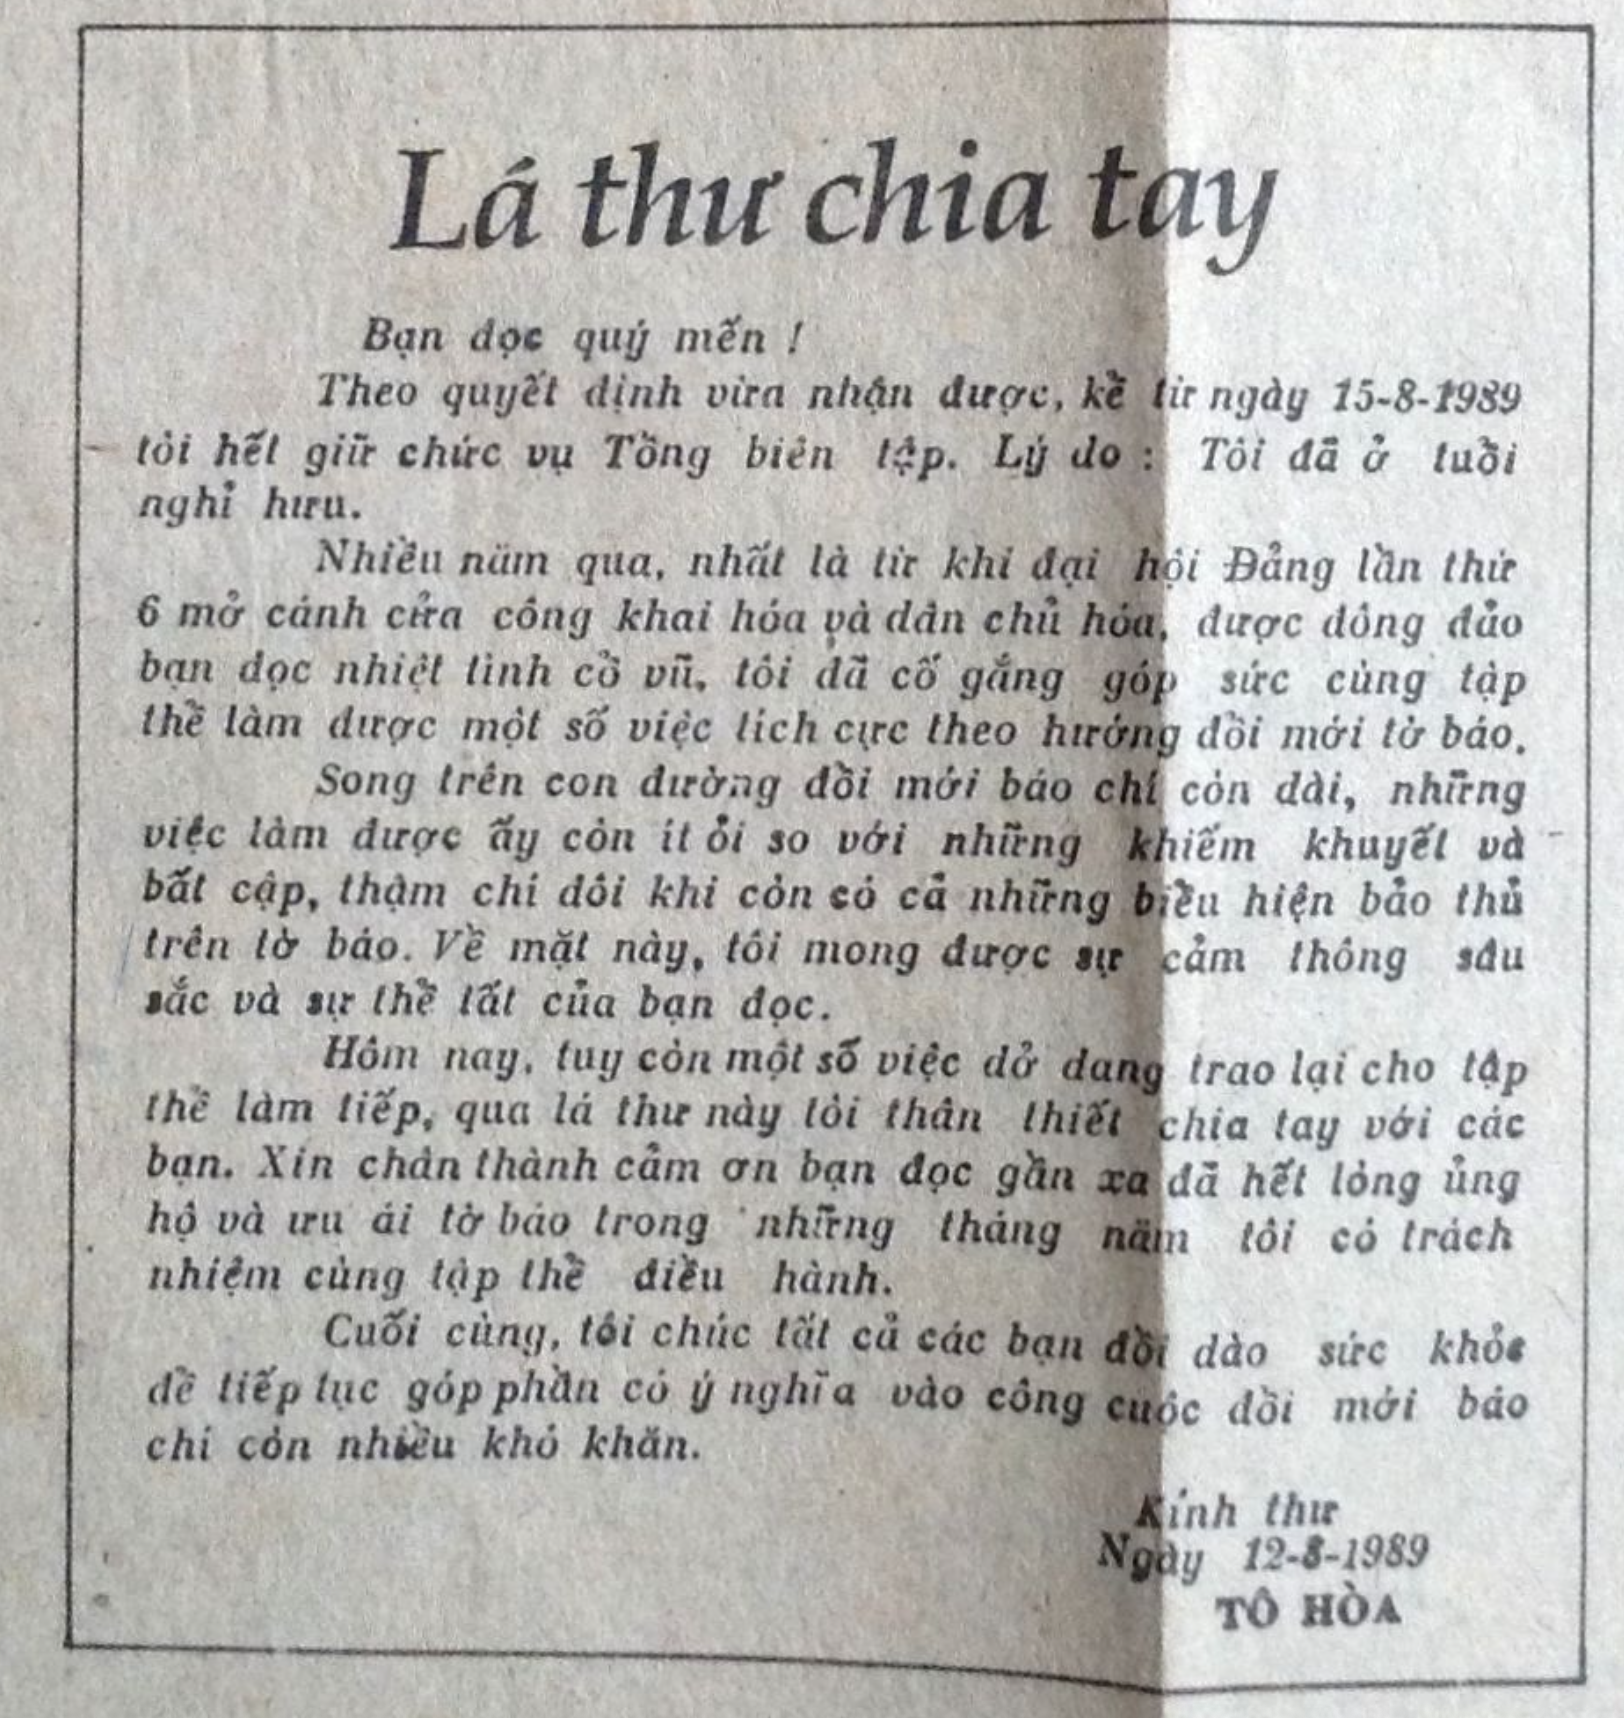 Lá thư chia tay
Bạn đọc quý mến !
Theo quyết định vừa nhận được, kể từ ngày 15-8-1989
tôi hết giữ chức vụ Tổng biên tập. Lý do : Tôi đã ở tuổi
nghỉ hưu.
Nhiều năm qua, nhất là từ khi đại hội Đảng lần thứ
6 mở cánh cửa công khai hóa và dân chủ hóa, được đông đảo
bạn đọc nhiệt tình cổ vũ, tôi đã cố gắng góp sức cùng tập
thể làm được một số việc tích cực theo hướng đổi mới tờ báo.
Song trên con đường đổi mới báo chí còn dài, những
việc làm được ấy còn ít ỏi so với những khiếm khuyết và
bất cập, thậm chí đôi khi còn có cả những biểu hiện bảo thủ
trên tờ báo. Về mặt này, tôi mong được sự cảm thông sâu
sắc và sự thể tất của bạn đọc.
Hôm nay, tuy còn một số việc dở dang trao lại cho tập
thể làm tiếp, qua lá thư này tôi thân thiết chia tay với các
bạn. Xin chân thành cảm ơn bạn đọc gần xa đã hết lòng ủng
hộ và ưu ái tờ báo trong những tháng năm tôi có trách
nhiệm cùng tập thể điều hành.
Cuối cùng, tôi chúc tất cả các bạn dồi dào sức khỏe
để tiếp tục góp phần có ý nghĩa vào công cuộc đổi mới báo
chí còn nhiều khó khăn.
Kính thư
Ngày 12-8-1989
TÔ HÒA